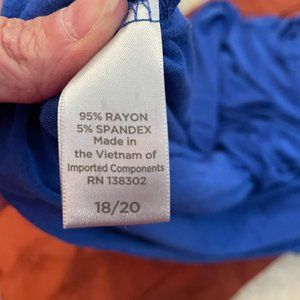 95% RAYON
5% SPANDEX
Made in
the Vietnam of
Imported Components
RN 138302
18/20